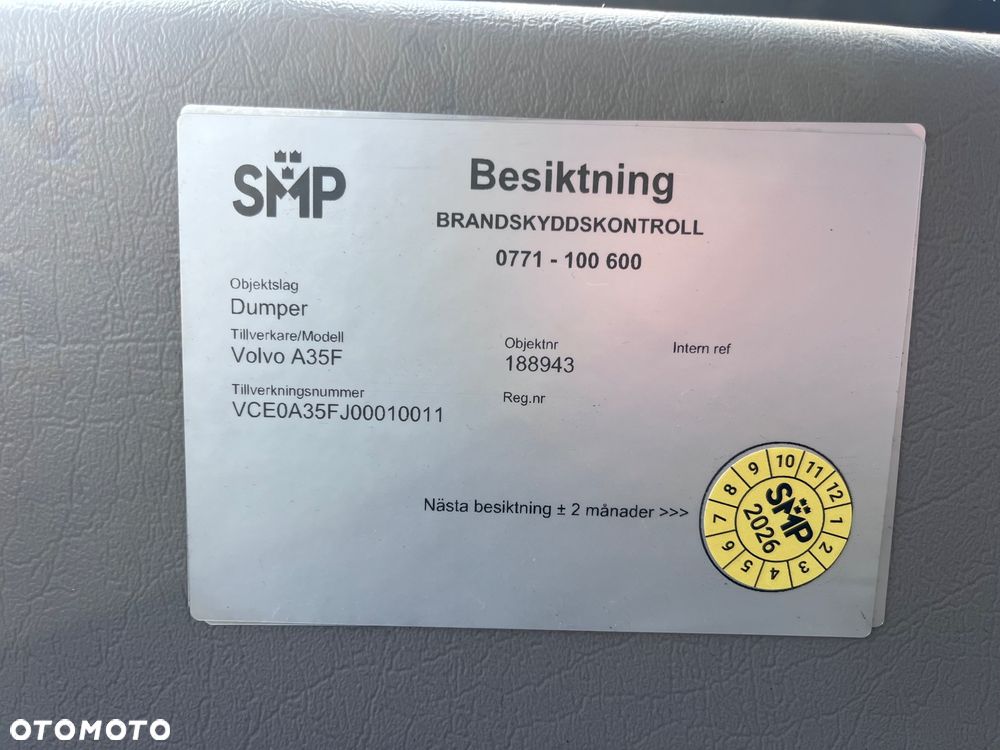 SMP
Besiktning
BRANDSKYDDSKONTROLL
0771 - 100 600
Objektslag
Dumper
Tillverkare/Modell
Volvo A35F
Objektnr
188943
Intern ref
Tillverkningsnummer
VCE0A35FJ00010011
Reg.nr
Nästa besiktning ± 2 månader >>>
1 2 3 4 5 6 7 8 9 10 11 12
SMP
2026
OTOMOTO